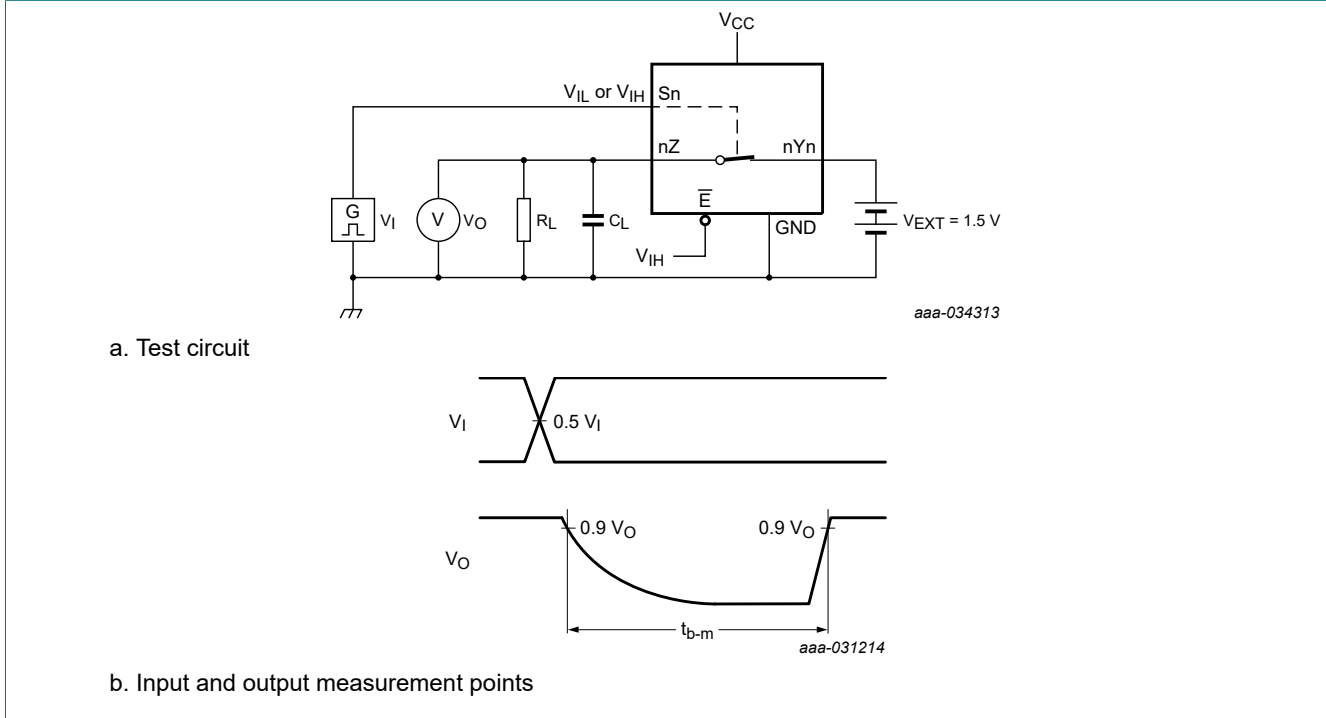 VCC
VIL or VIH Sn
nZ nYn
E
G VI V VO RL CL GND VEXT = 1.5 V
VIH
aaa-034313
a. Test circuit
VI 0.5 VI
0.9 VO 0.9 VO
VO
tb-m
aaa-031214
b. Input and output measurement points